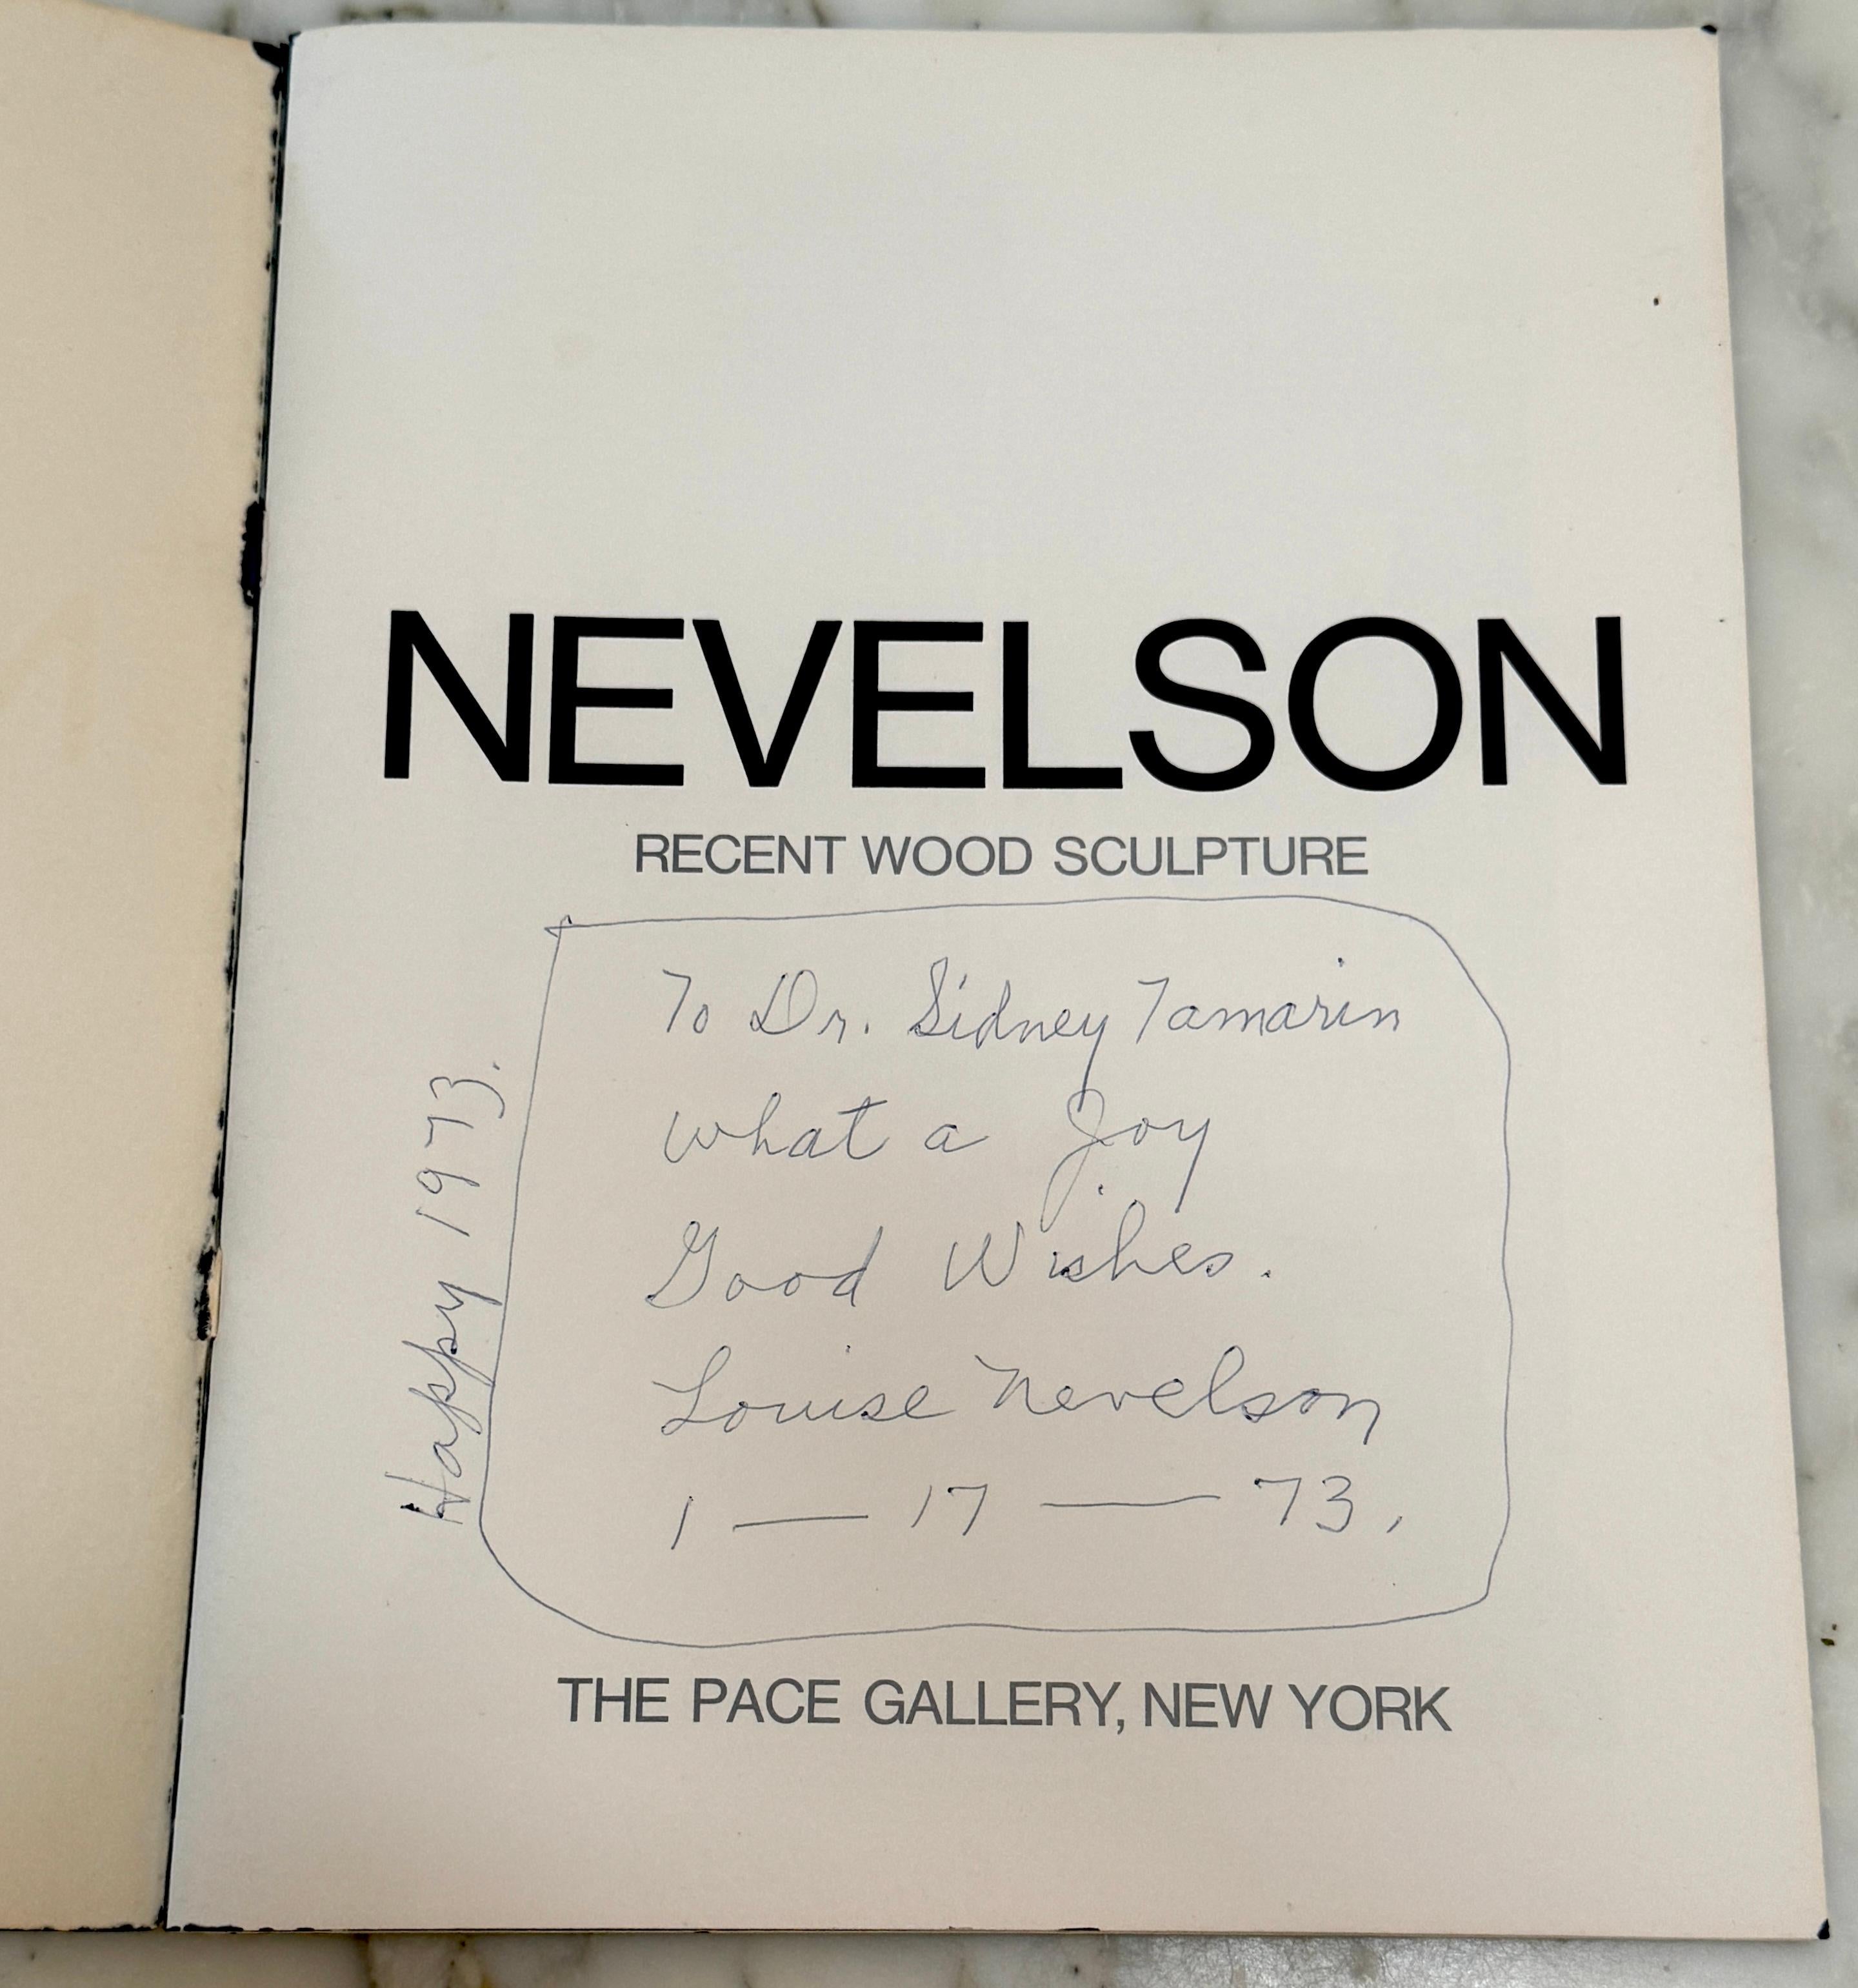 NEVELSON
RECENT WOOD SCULPTURE
To Dr. Sidney Tamarin
what a Joy
Good Wishes.
Louise Nevelson
1 — 17 — 73.
Happy 1973.
THE PACE GALLERY, NEW YORK